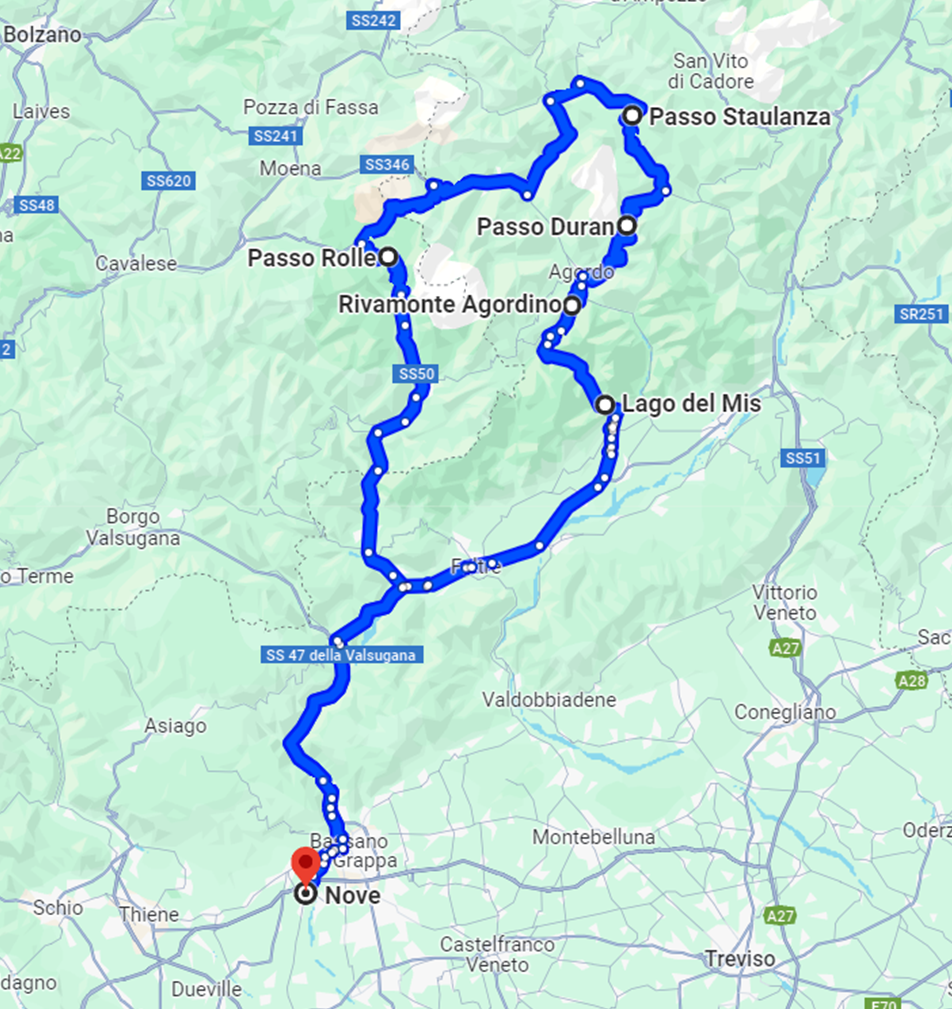 SS242
Bolzano
San Vito
di Cadore
Laives
Pozza di Fassa
Passo Staulanza
SS241
A22
Moena
SS346
SS620
SS48
Passo Duran
na
Passo Rolle
Cavalese
Agordo
Rivamonte Agordino
SR251
2
SS50
Lago del Mis
SS51
Borgo
Valsugana
Feltre
o Terme
Vittorio
Veneto
Sac
SS 47 della Valsugana
A27
A28
Valdobbiadene
Conegliano
Asiago
Montebelluna
Oderz
Bassano
Grappa
Nove
Schio
Thiene
A27
Castelfranco
Veneto
Treviso
dagno
Dueville
E70